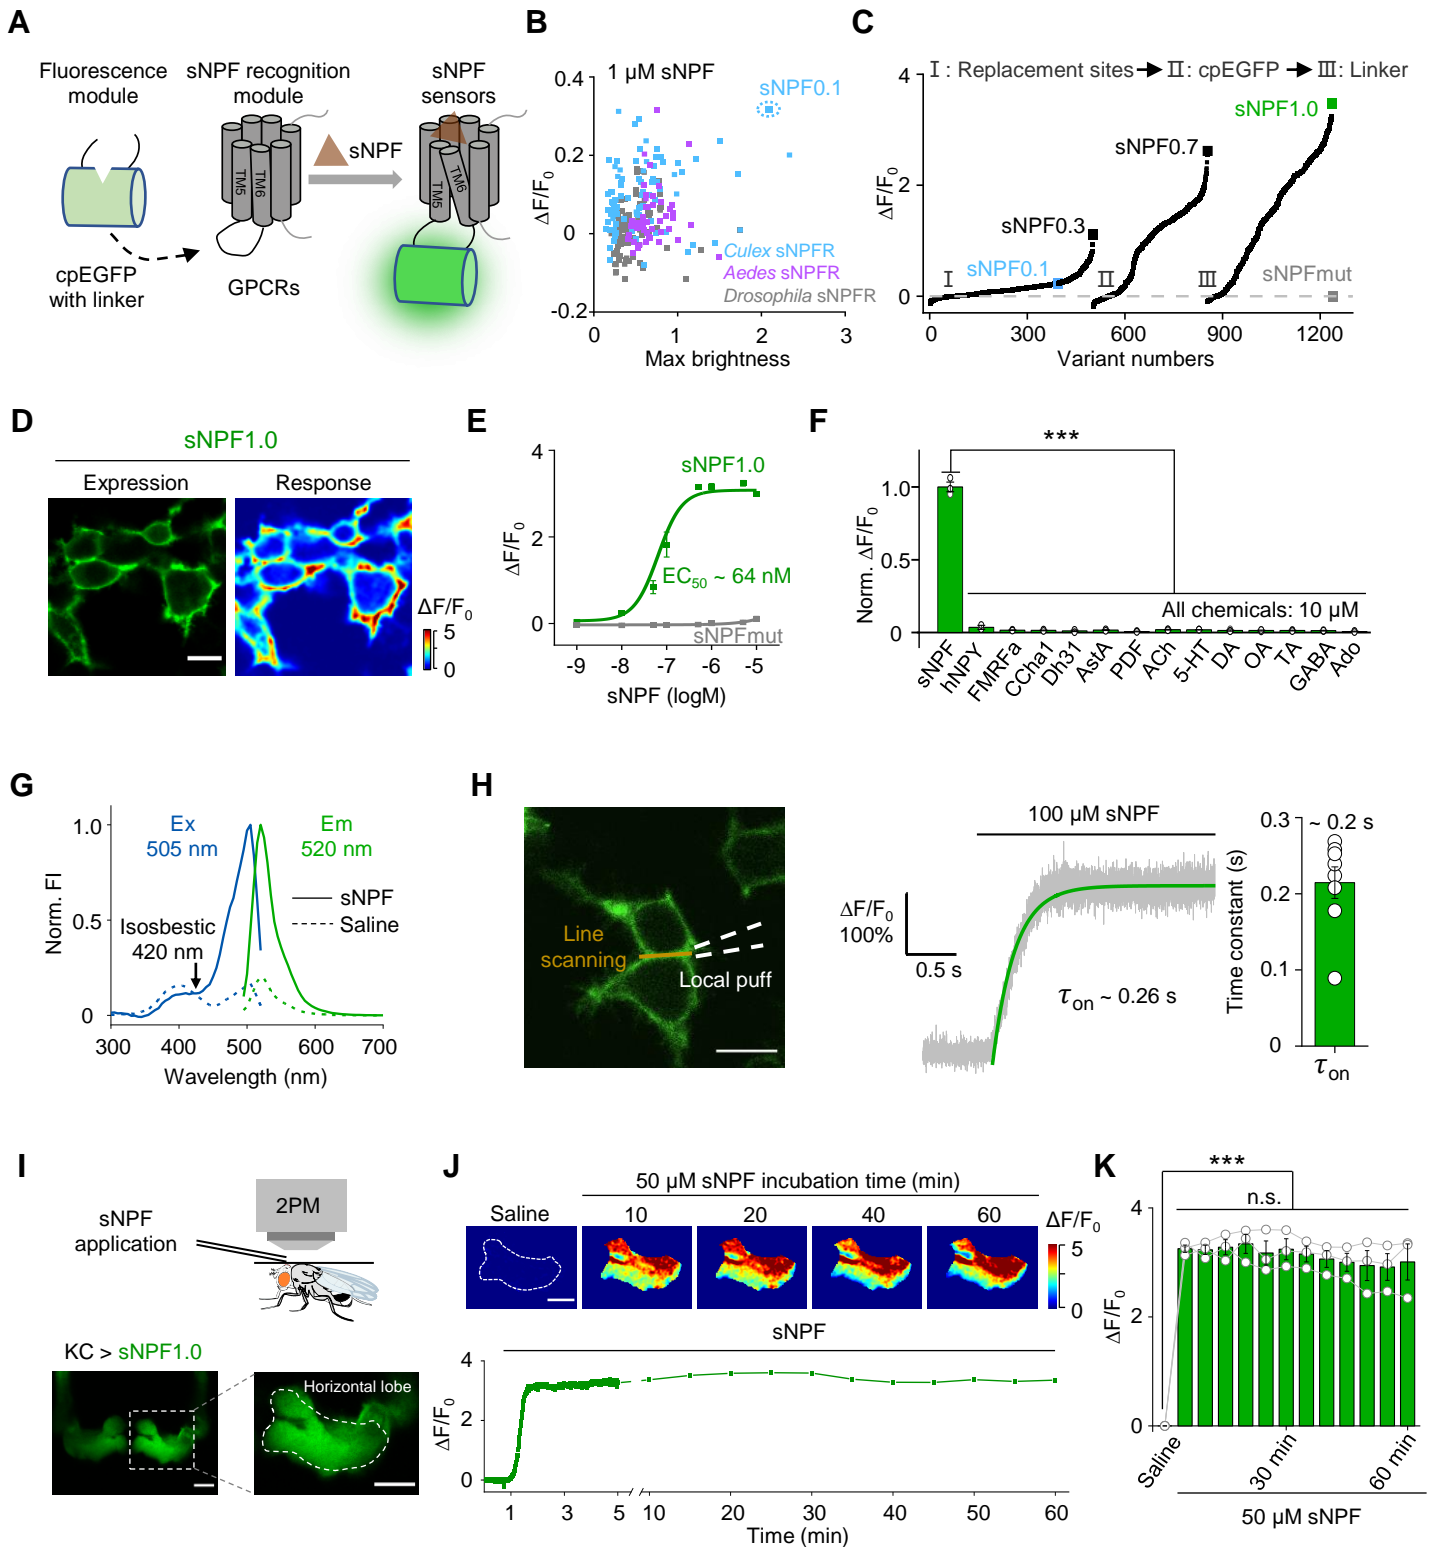 A
Fluorescence
module
sNPF recognition
module
sNPF
sensors
sNPF
TM5
TM6
TM5
TM6
cpEGFP
with linker
GPCRs
B
1 µM sNPF
sNPF0.1
0.4
0.2
0
-0.2
ΔF/F0
Culex sNPFR
Aedes sNPFR
Drosophila sNPFR
0
1
2
3
Max brightness
C
I : Replacement sites
II: cpEGFP
III: Linker
4
2
0
ΔF/F0
sNPF1.0
sNPF0.7
sNPF0.3
sNPF0.1
I
II
III
sNPFmut
0
300
600
900
1200
Variant numbers
D
sNPF1.0
Expression
Response
ΔF/F0
5
0
E
4
2
0
ΔF/F0
sNPF1.0
EC50 ~ 64 nM
sNPFmut
-9
-8
-7
-6
-5
sNPF (logM)
F
***
1.0
0.5
0
Norm. ΔF/F0
All chemicals: 10 µM
sNPF
hNPY
FMRFa
CCha1
Dh31
AstA
PDF
ACh
5-HT
DA
OA
TA
GABA
Ado
G
1.0
0.5
0
Norm. FI
Ex
505 nm
Em
520 nm
sNPF
Saline
Isosbestic
420 nm
300
400
500
600
700
Wavelength (nm)
H
Line
scanning
Local puff
100 µM sNPF
ΔF/F0
100%
0.5 s
τon ~ 0.26 s
0.3
0.2
0.1
0
Time constant (s)
~ 0.2 s
τon
I
2PM
sNPF
application
KC > sNPF1.0
Horizontal lobe
J
50 µM sNPF incubation time (min)
Saline
10
20
40
60
ΔF/F0
5
0
sNPF
4
2
0
ΔF/F0
1
3
5
10
20
30
40
50
60
Time (min)
K
***
n.s.
4
2
0
ΔF/F0
Saline
30 min
60 min
50 µM sNPF